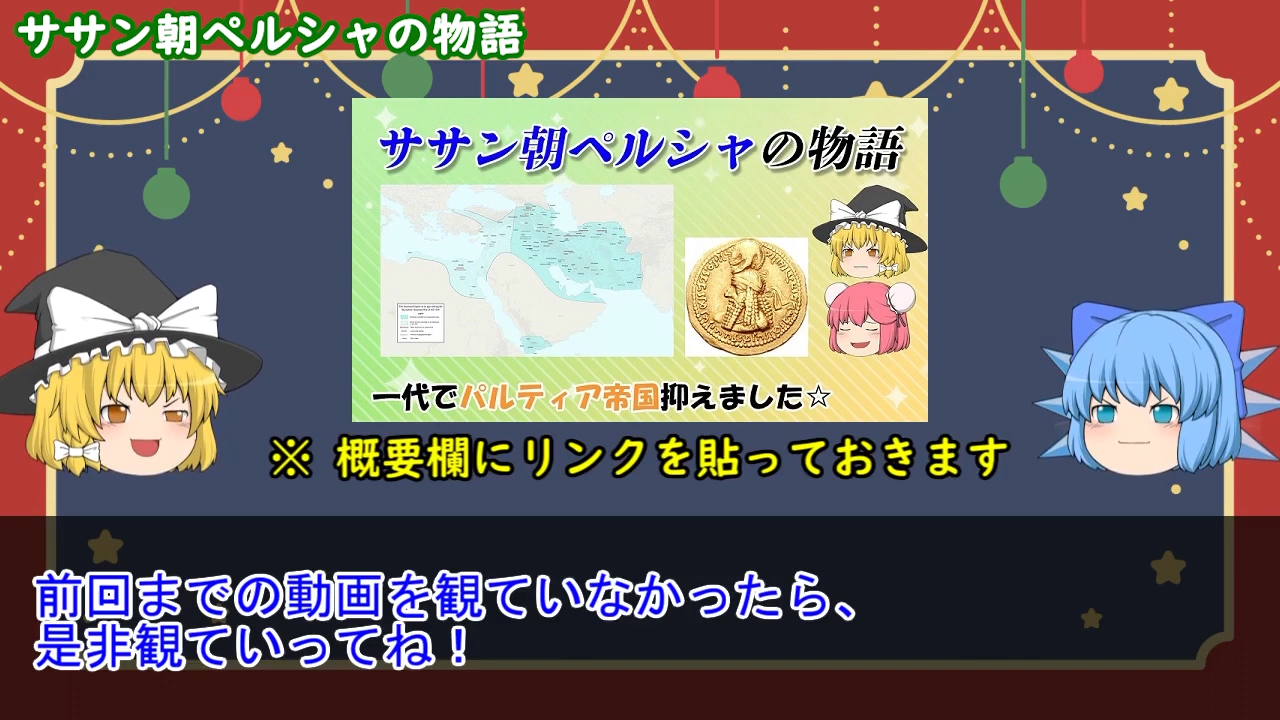 ササン朝ペルシャの物語
ササン朝ペルシャの物語
一代でパルティア帝国抑えました☆
※ 概要欄にリンクを貼っておきます
前回までの動画を観ていなかったら、
是非観ていってね！